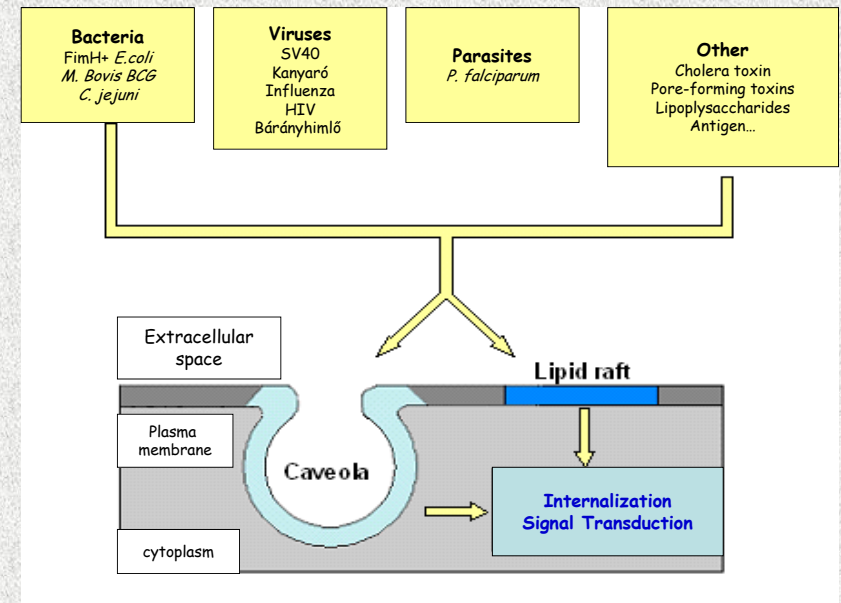 Bacteria
FimH+ E.coli
M. Bovis BCG
C. jejuni
Viruses
SV40
Kanyaró
Influenza
HIV
Bárányhimlő
Parasites
P. falciparum
Other
Cholera toxin
Pore-forming toxins
Lipoplysaccharides
Antigen...
Extracellular
space
Lipid raft
Plasma
membrane
Caveola
Internalization
Signal Transduction
cytoplasm